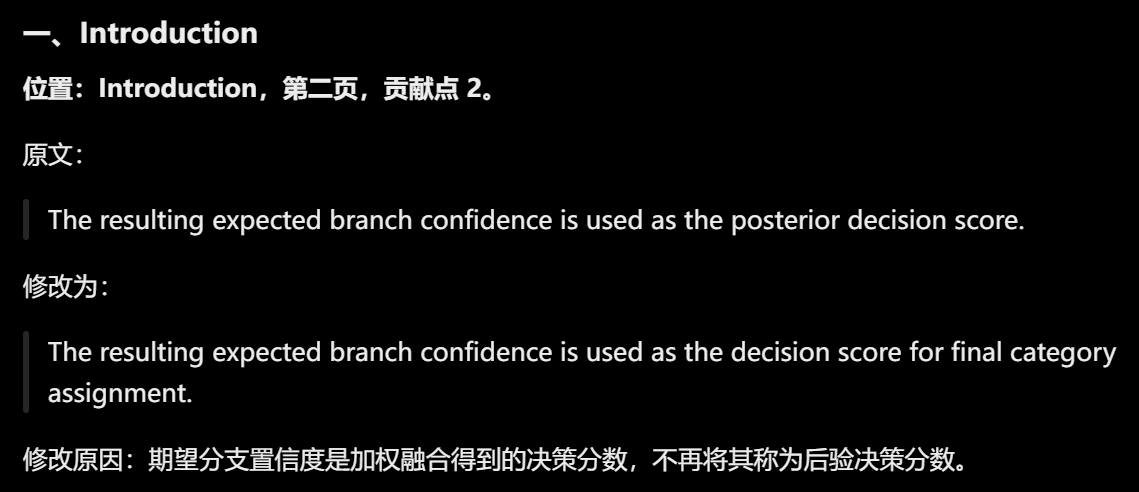 一、Introduction
位置：Introduction，第二页，贡献点 2。
原文：
The resulting expected branch confidence is used as the posterior decision score.
修改为：
The resulting expected branch confidence is used as the decision score for final category
assignment.
修改原因：期望分支置信度是加权融合得到的决策分数，不再将其称为后验决策分数。